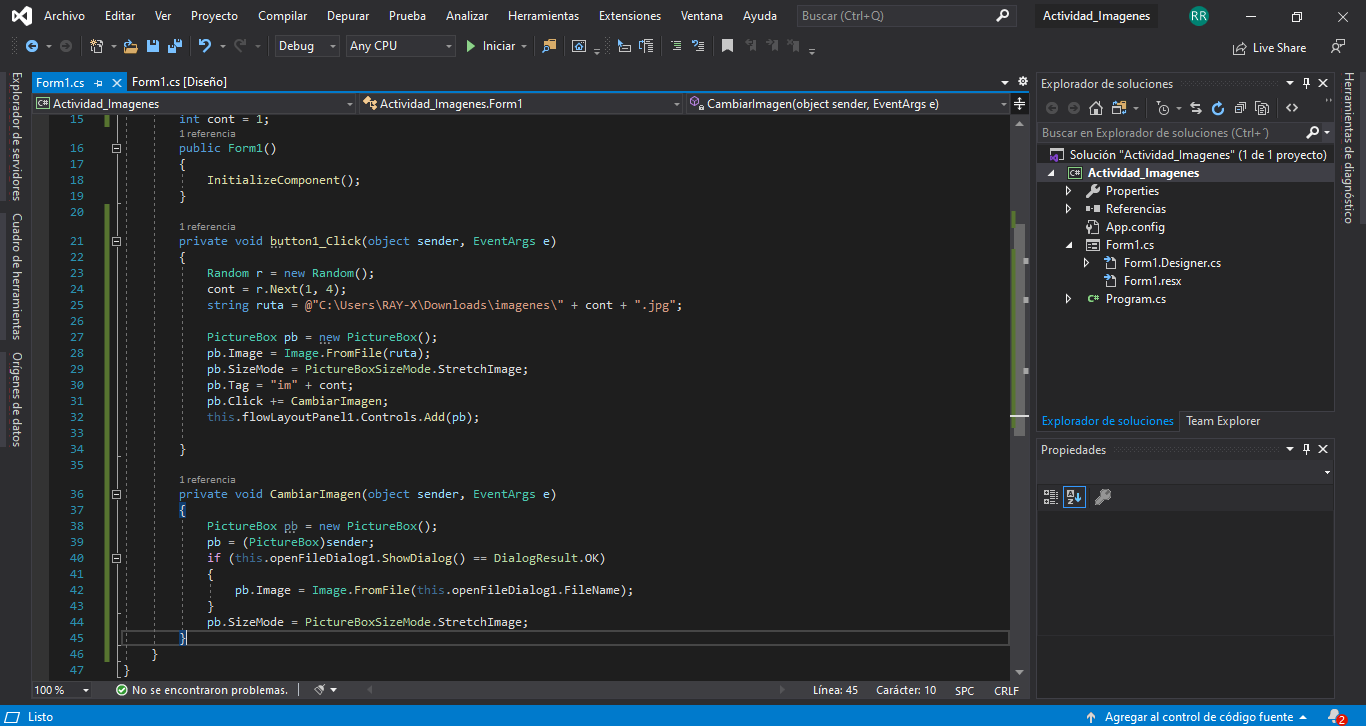 Archivo Editar Ver Proyecto Compilar Depurar Prueba Analizar Herramientas Extensiones Ventana Ayuda Buscar (Ctrl+Q) Actividad_Imagenes RR
Debug Any CPU Iniciar Live Share
Explorador de servidores
Cuadro de herramientas
Orígenes de datos
Form1.cs Form1.cs [Diseño]
Actividad_Imagenes Actividad_Imagenes.Form1 CambiarImagen(object sender, EventArgs e)
15 int cont = 1;
1 referencia
16 public Form1()
17 {
18 InitializeComponent();
19 }
20
1 referencia
21 private void button1_Click(object sender, EventArgs e)
22 {
23 Random r = new Random();
24 cont = r.Next(1, 4);
25 string ruta = @"C:\Users\RAY-X\Downloads\imagenes\" + cont + ".jpg";
26
27 PictureBox pb = new PictureBox();
28 pb.Image = Image.FromFile(ruta);
29 pb.SizeMode = PictureBoxSizeMode.StretchImage;
30 pb.Tag = "im" + cont;
31 pb.Click += CambiarImagen;
32 this.flowLayoutPanel1.Controls.Add(pb);
33
34 }
35
1 referencia
36 private void CambiarImagen(object sender, EventArgs e)
37 {
38 PictureBox pb = new PictureBox();
39 pb = (PictureBox)sender;
40 if (this.openFileDialog1.ShowDialog() == DialogResult.OK)
41 {
42 pb.Image = Image.FromFile(this.openFileDialog1.FileName);
43 }
44 pb.SizeMode = PictureBoxSizeMode.StretchImage;
45 }
46 }
47 }
100 % No se encontraron problemas. Línea: 45 Carácter: 10 SPC CRLF
Explorador de soluciones
Buscar en Explorador de soluciones (Ctrl+´)
Solución "Actividad_Imagenes" (1 de 1 proyecto)
C# Actividad_Imagenes
Properties
Referencias
App.config
Form1.cs
Form1.Designer.cs
Form1.resx
C# Program.cs
Explorador de soluciones Team Explorer
Propiedades
Herramientas de diagnóstico
Listo Agregar al control de código fuente 2